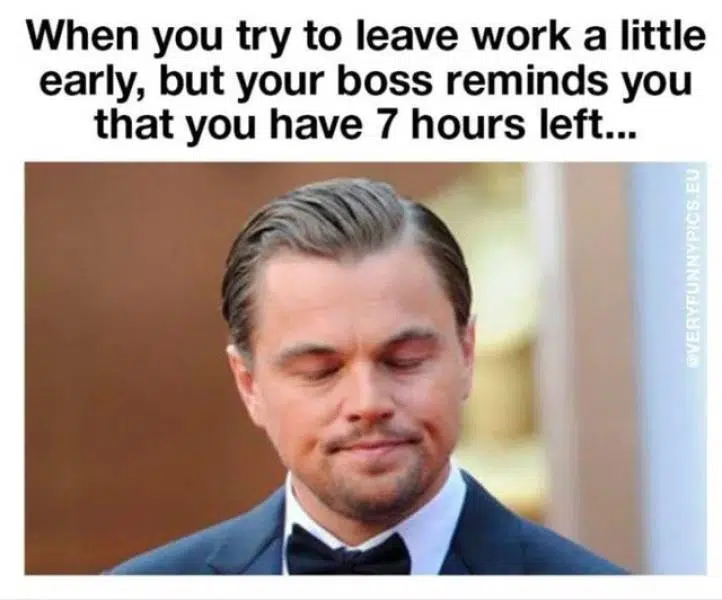 When you try to leave work a little
early, but your boss reminds you
that you have 7 hours left...
@VERYFUNNYPICS.EU